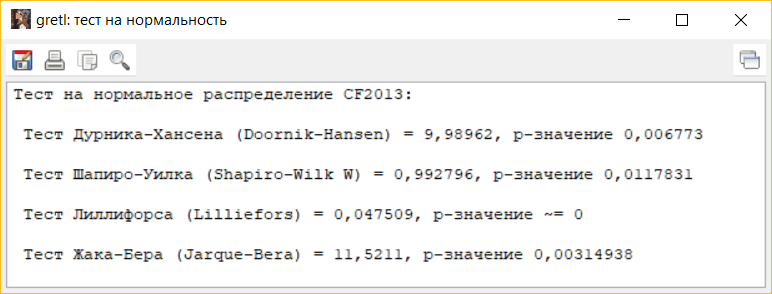 gretl: тест на нормальность
Тест на нормальное распределение CF2013:
Тест Дурника-Хансена (Doornik-Hansen) = 9,98962, р-значение 0,006773
Тест Шапиро-Уилка (Shapiro-Wilk W) = 0,992796, р-значение 0,0117831
Тест Лиллифорса (Lilliefors) = 0,047509, р-значение ~= 0
Тест Жака-Бера (Jarque-Bera) = 11,5211, р-значение 0,00314938